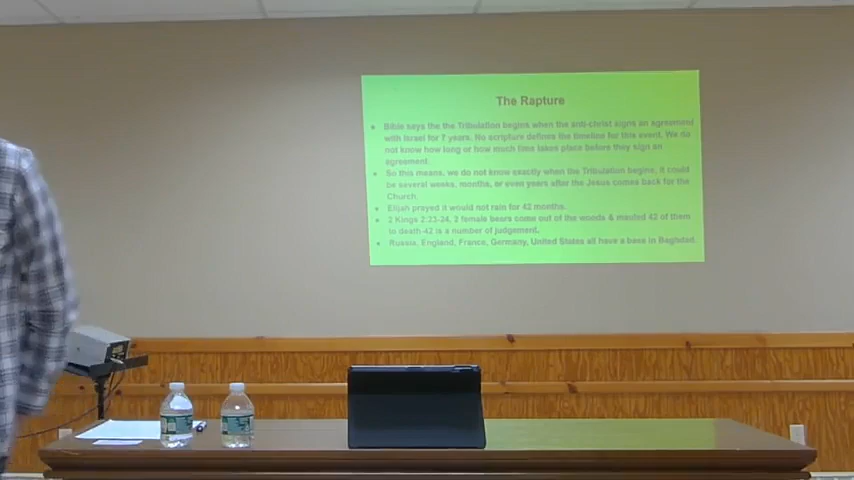 The Rapture
• Bible says the the Tribulation begins when the anti-christ signs an agreement
with Israel for 7 years. No scripture defines the timeline for this event. We do
not know how long or how much time takes place before they sign an
agreement.
• So this means, we do not know exactly when the Tribulation begins, it could
be several weeks, months, or even years after the Jesus comes back for the
Church.
• Elijah prayed it would not rain for 42 months.
• 2 Kings 2:23-24, 2 female bears come out of the woods & mauled 42 of them
to death-42 is a number of judgement.
• Russia, England, France, Germany, United States all have a base in Baghdad.